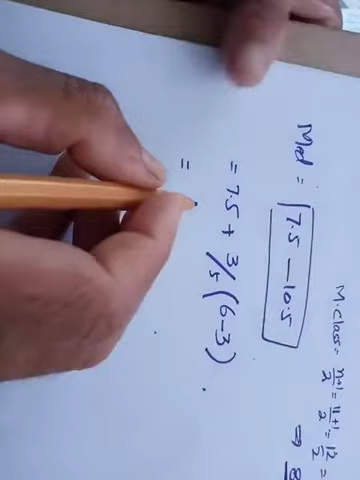 M.class = n+1/2 = 11+1/2 = 12/2 =
⇒ 8
Med = 7.5 – 10.5
= 7.5 + 3/5 (6-3)
=